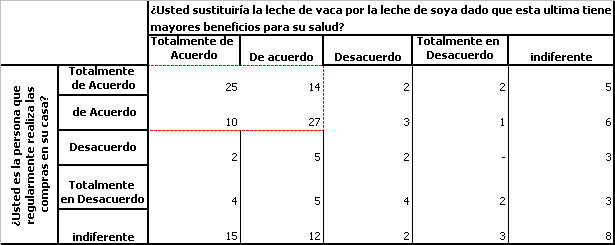 ¿Usted sustituiría la leche de vaca por la leche de soya dado que esta ultima tiene
mayores beneficios para su salud?
Totalmente de
Acuerdo
De acuerdo
Desacuerdo
Totalmente en
Desacuerdo
indiferente
¿Usted es la persona que
regularmente realiza las
compras en su casa?
Totalmente
de Acuerdo
25 14 2 2 5
de Acuerdo
10 27 3 1 6
Desacuerdo
2 5 2 - 3
Totalmente
en Desacuerdo
4 5 4 2 3
indiferente
15 12 2 3 8